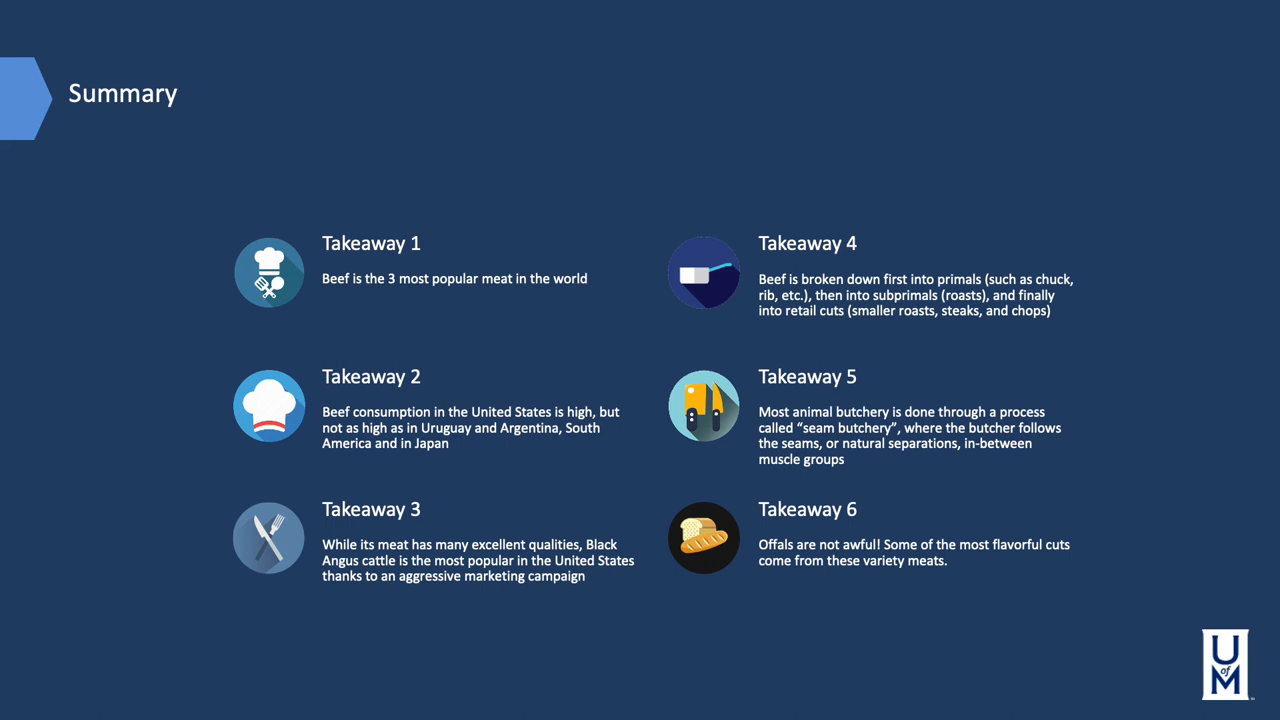 Summary
Takeaway 1
Beef is the 3 most popular meat in the world
Takeaway 2
Beef consumption in the United States is high, but
not as high as in Uruguay and Argentina, South
America and in Japan
Takeaway 3
While its meat has many excellent qualities, Black
Angus cattle is the most popular in the United States
thanks to an aggressive marketing campaign
Takeaway 4
Beef is broken down first into primals (such as chuck,
rib, etc.), then into subprimals (roasts), and finally
into retail cuts (smaller roasts, steaks, and chops)
Takeaway 5
Most animal butchery is done through a process
called “seam butchery”, where the butcher follows
the seams, or natural separations, in-between
muscle groups
Takeaway 6
Offals are not awful! Some of the most flavorful cuts
come from these variety meats.
U
of
M